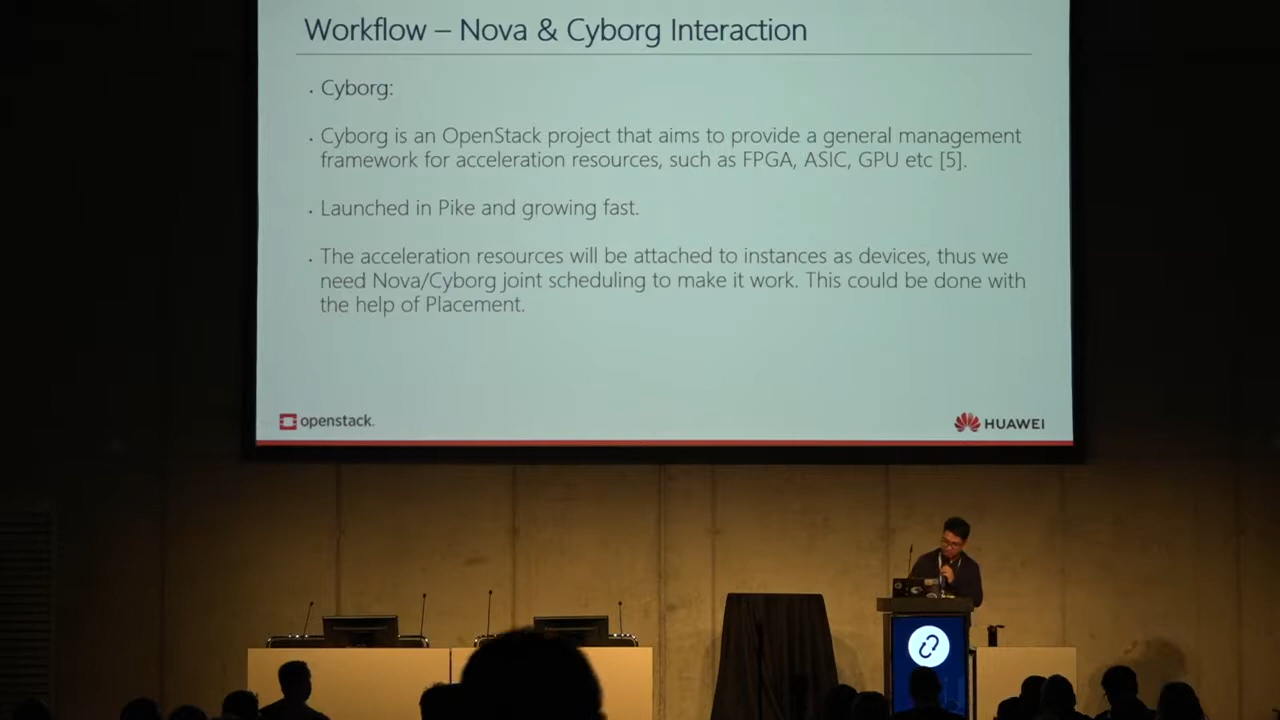 Workflow – Nova & Cyborg Interaction
· Cyborg:
· Cyborg is an OpenStack project that aims to provide a general management
framework for acceleration resources, such as FPGA, ASIC, GPU etc [5].
· Launched in Pike and growing fast.
· The acceleration resources will be attached to instances as devices, thus we
need Nova/Cyborg joint scheduling to make it work. This could be done with
the help of Placement.
openstack.
HUAWEI